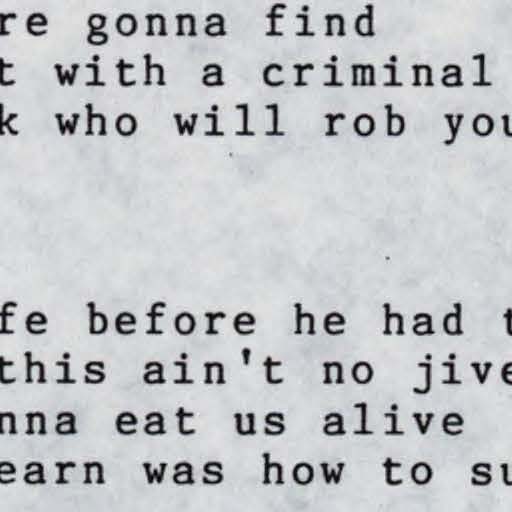 re gonna find
t with a criminal
k who will rob you
fe before he had t
this ain't no jive
nna eat us alive
earn was how to su